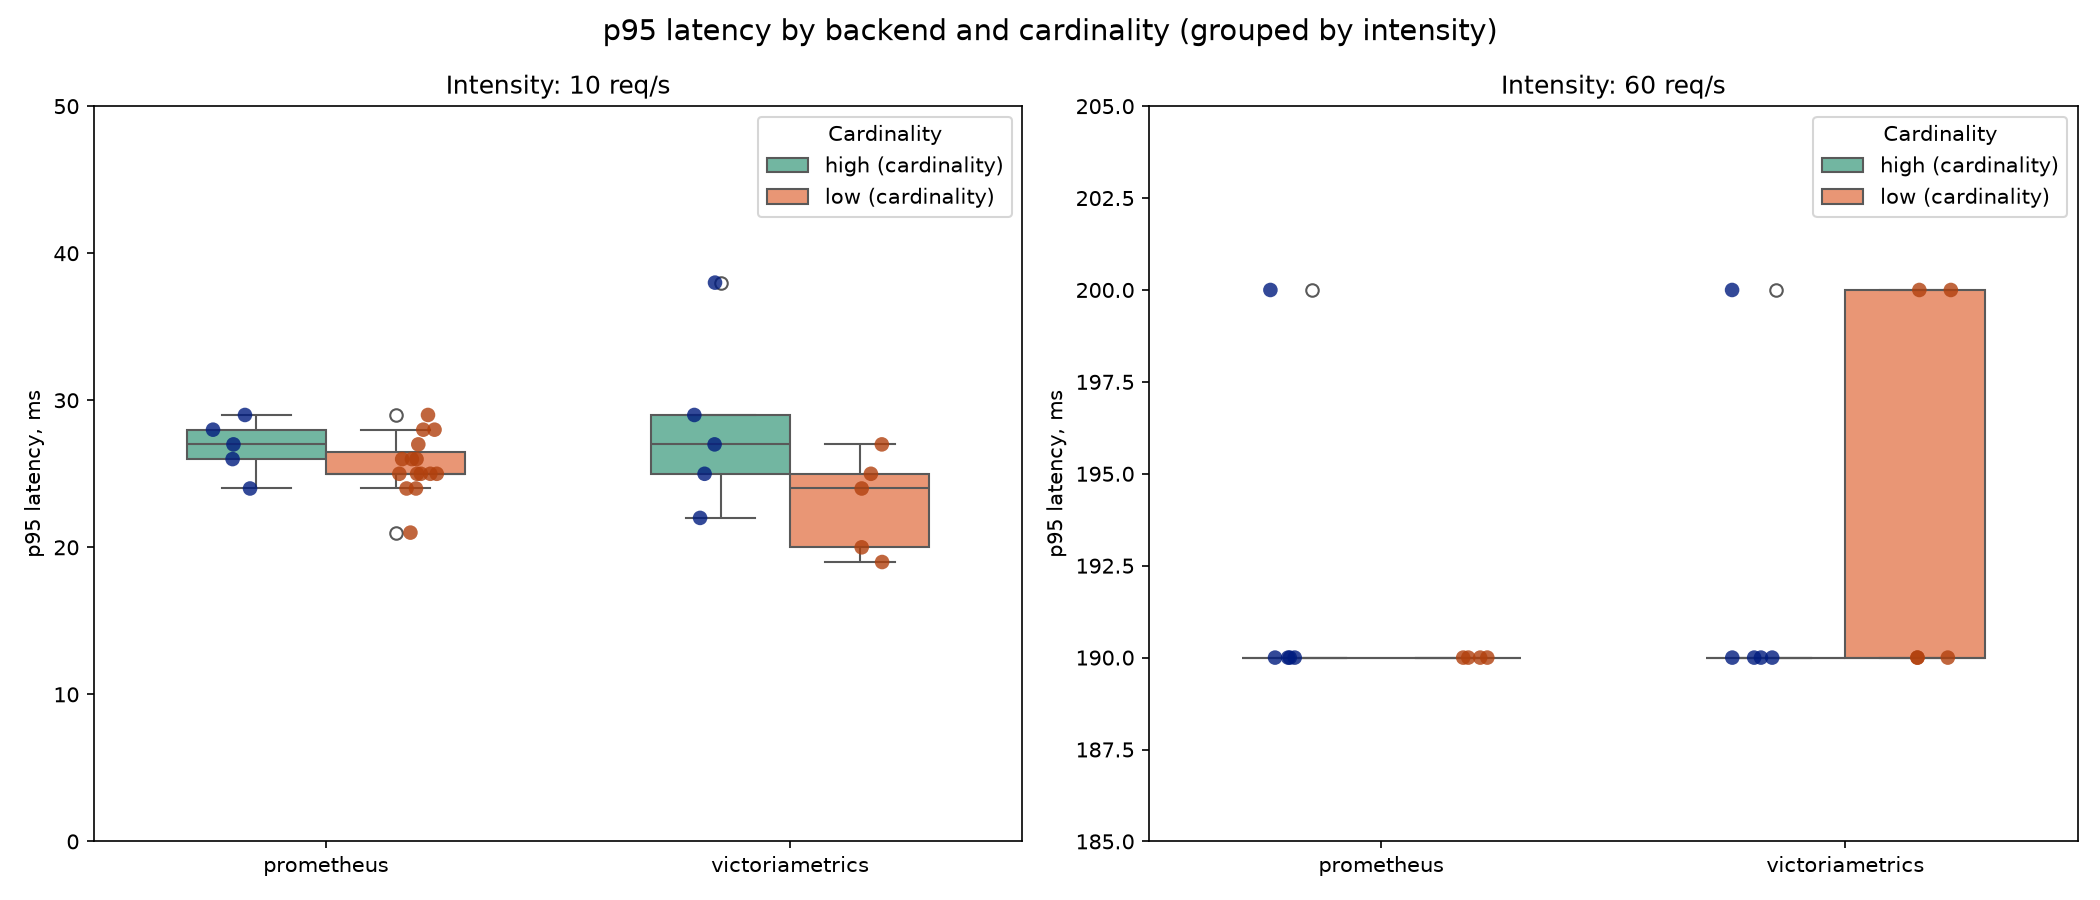 p95 latency by backend and cardinality (grouped by intensity)
Intensity: 10 req/s
50
40
30
20
10
0
p95 latency, ms
prometheus
victoriametrics
Cardinality
high (cardinality)
low (cardinality)
Intensity: 60 req/s
205.0
202.5
200.0
197.5
195.0
192.5
190.0
187.5
185.0
p95 latency, ms
prometheus
victoriametrics
Cardinality
high (cardinality)
low (cardinality)